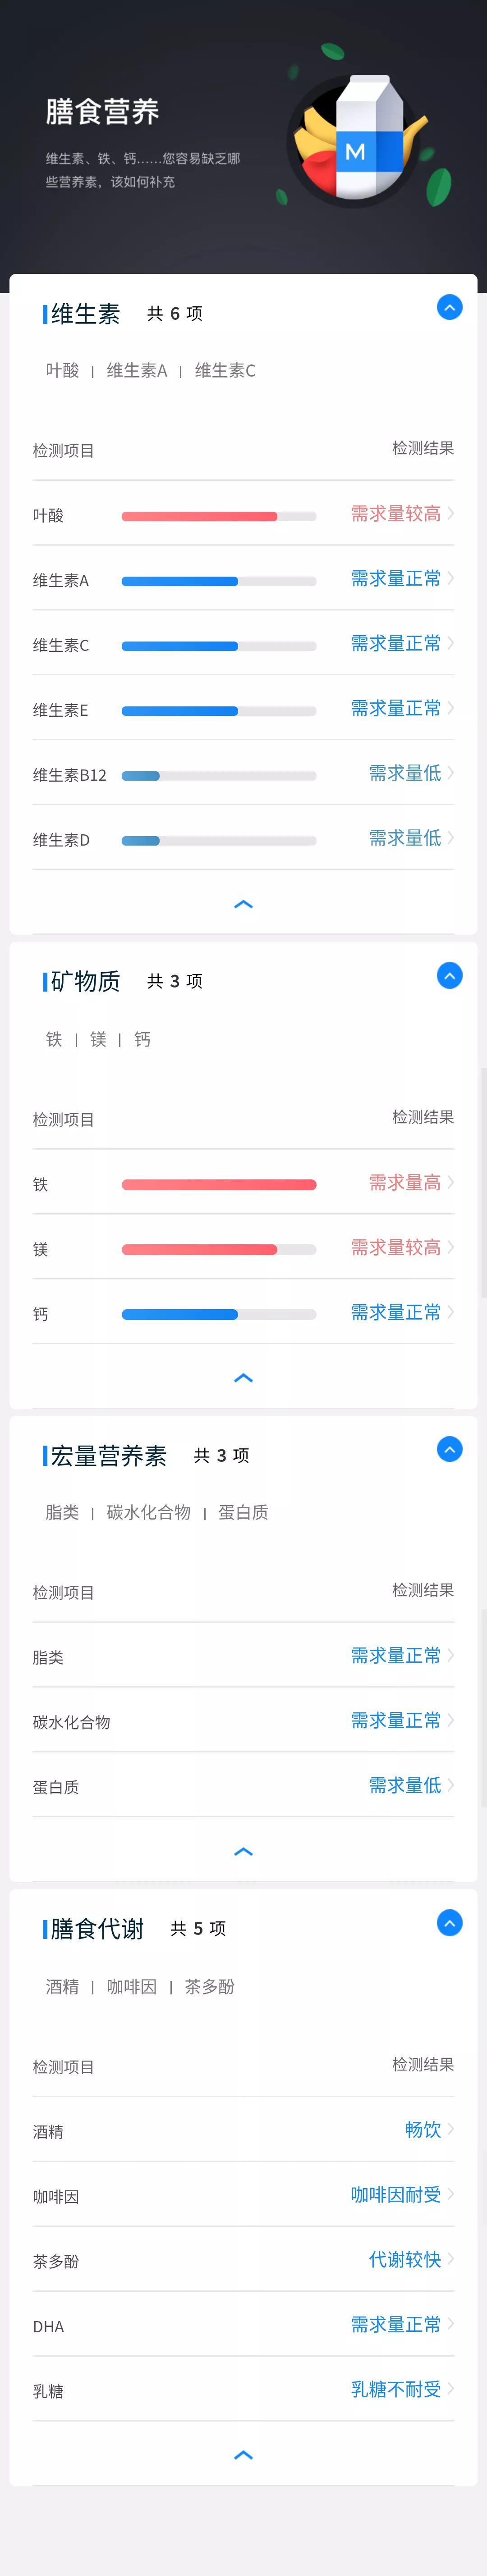 膳食营养
维生素、铁、钙……您容易缺乏哪
些营养素，该如何补充
M
维生素 共 6 项
叶酸 | 维生素A | 维生素C
检测项目 检测结果
叶酸 需求量较高
维生素A 需求量正常
维生素C 需求量正常
维生素E 需求量正常
维生素B12 需求量低
维生素D 需求量低
矿物质 共 3 项
铁 | 镁 | 钙
检测项目 检测结果
铁 需求量高
镁 需求量较高
钙 需求量正常
宏量营养素 共 3 项
脂类 | 碳水化合物 | 蛋白质
检测项目 检测结果
脂类 需求量正常
碳水化合物 需求量正常
蛋白质 需求量低
膳食代谢 共 5 项
酒精 | 咖啡因 | 茶多酚
检测项目 检测结果
酒精 畅饮
咖啡因 咖啡因耐受
茶多酚 代谢较快
DHA 需求量正常
乳糖 乳糖不耐受